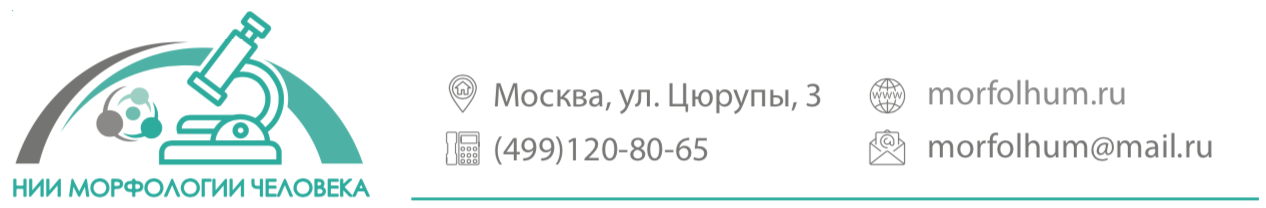 НИИ МОРФОЛОГИИ ЧЕЛОВЕКА
Москва, ул. Цюрупы, 3
(499)120-80-65
www
morfolhum.ru
@
morfolhum@mail.ru